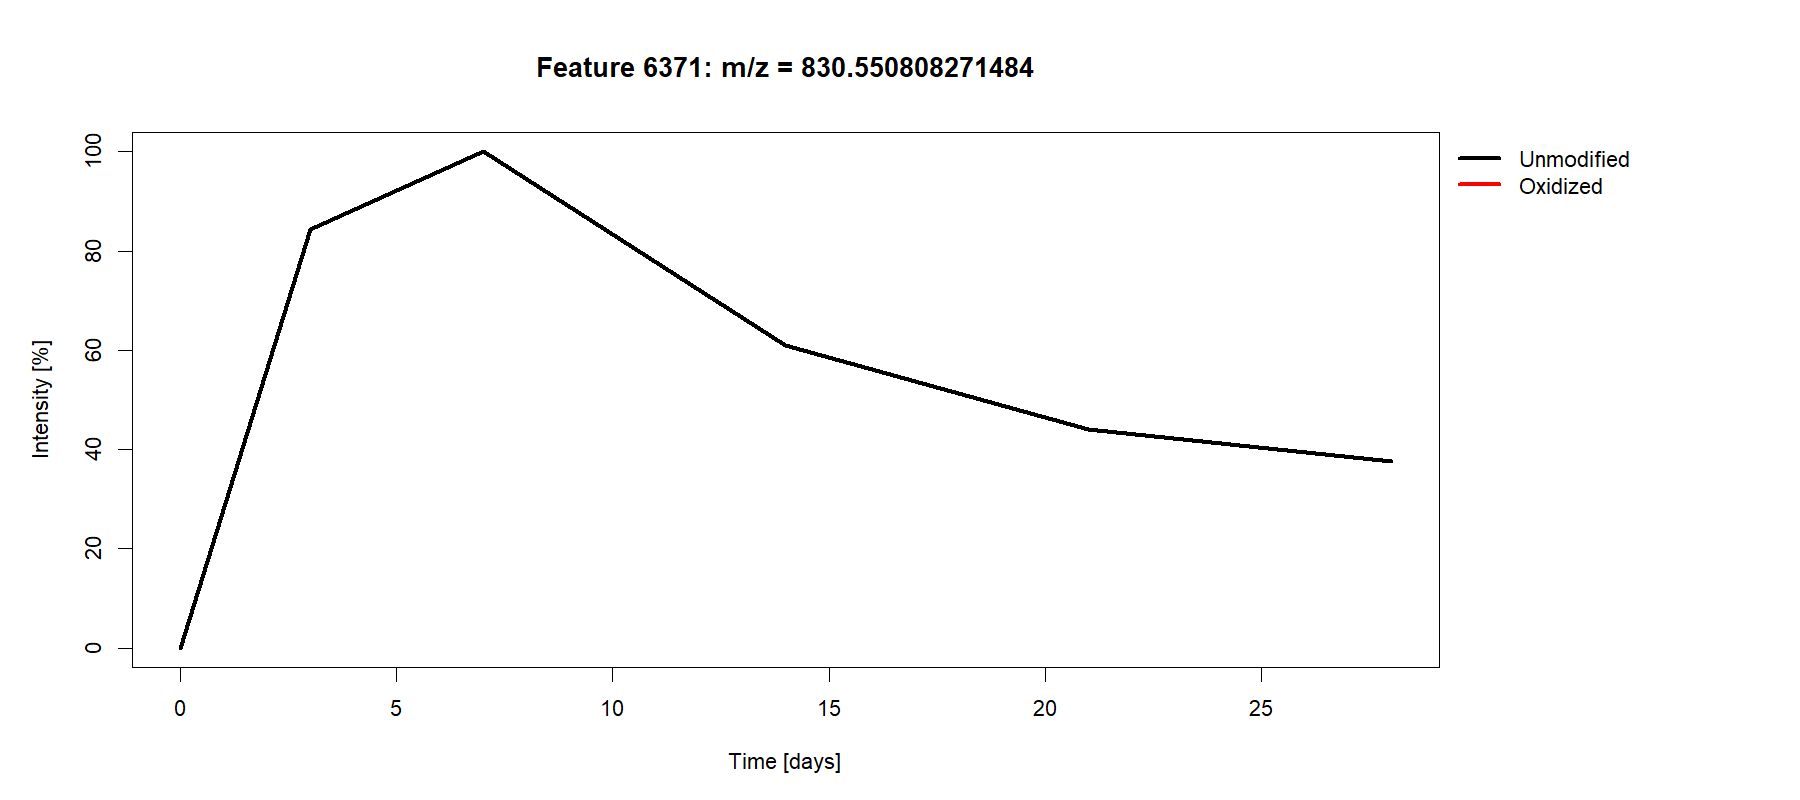 Feature 6371: m/z = 830.550808271484
Unmodified
Oxidized
Intensity [%]
100
80
60
40
20
0
0 5 10 15 20 25
Time [days]